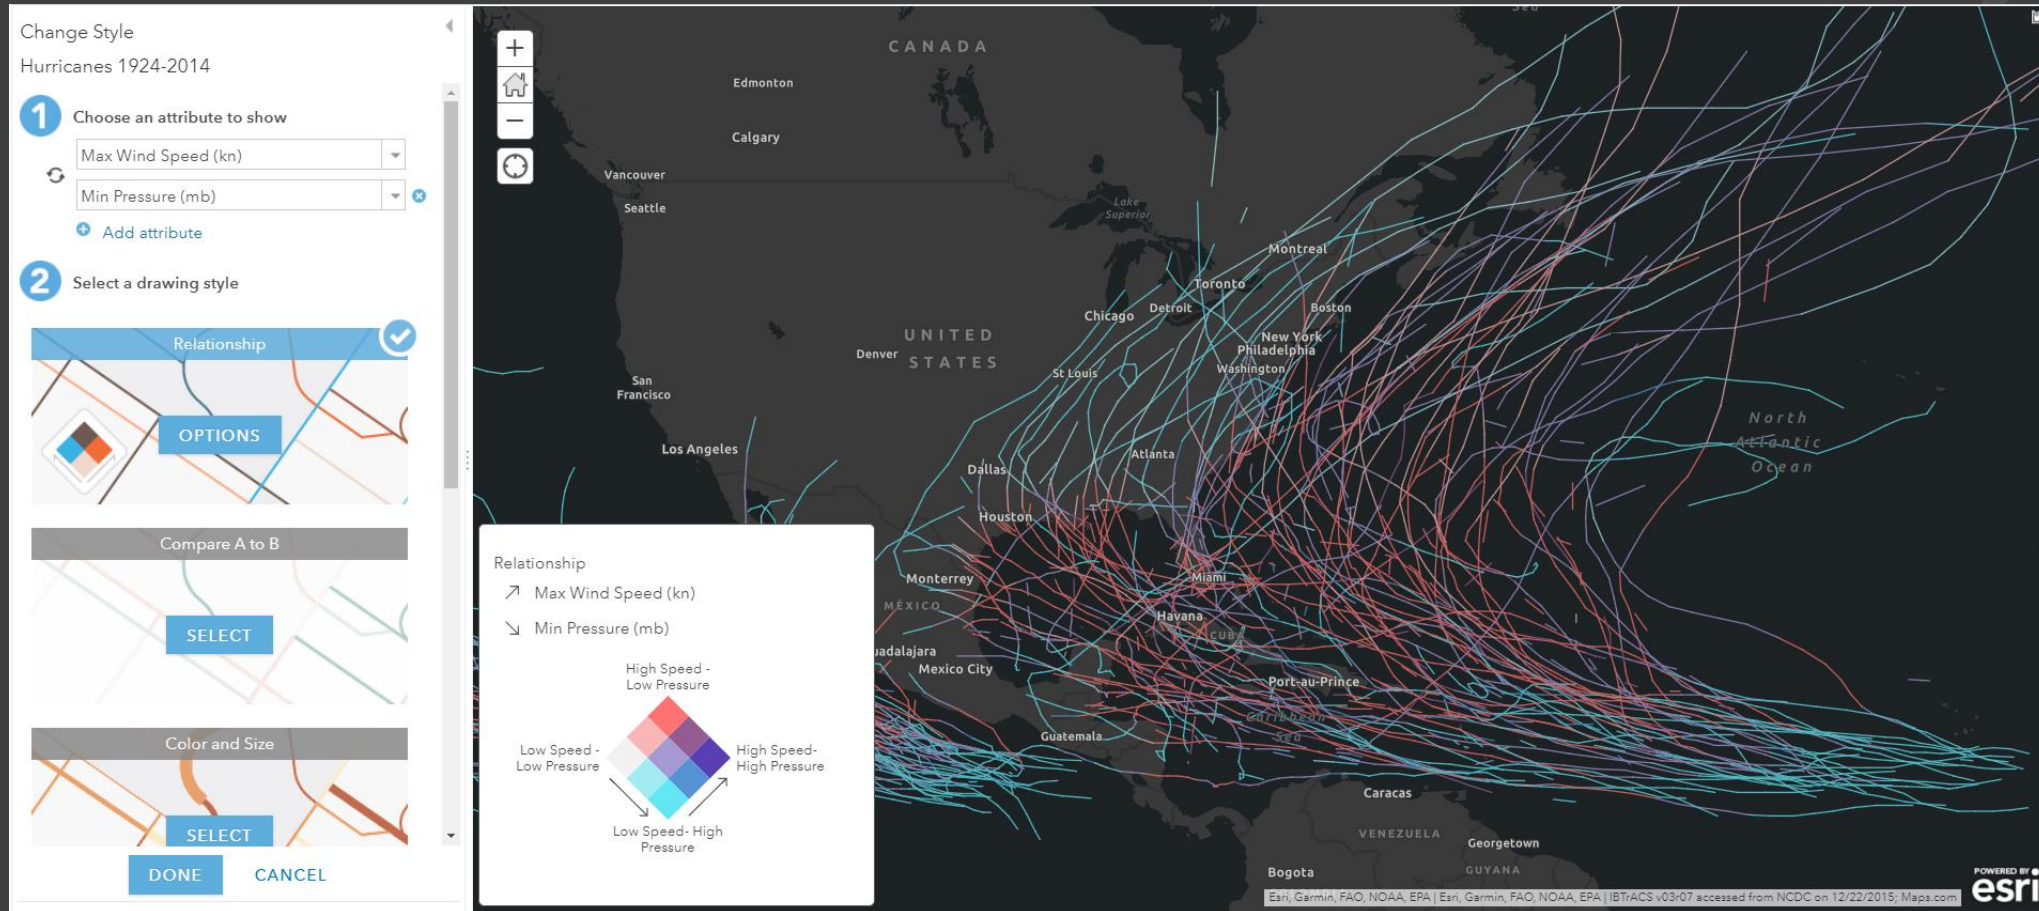 Change Style
Hurricanes 1924-2014
1
Choose an attribute to show
Max Wind Speed (kn)
Min Pressure (mb)
Add attribute
2
Select a drawing style
Relationship
OPTIONS
Compare A to B
SELECT
Color and Size
SELECT
DONE
CANCEL
Sea
CANADA
Edmonton
Calgary
Vancouver
Seattle
Lake
Superior
Montreal
Toronto
Boston
Chicago
Detroit
New York
Philadelphia
Washington
UNITED
STATES
Denver
St Louis
San
Francisco
North
Atlantic
Ocean
Los Angeles
Atlanta
Dallas
Houston
Monterrey
Miami
MÉXICO
Havana
CUBA
uadalajara
Mexico City
Port-au-Prince
Caribbean
Sea
Guatemala
Caracas
VENEZUELA
Georgetown
Bogota
GUYANA
Relationship
Max Wind Speed (kn)
Min Pressure (mb)
High Speed -
Low Pressure
Low Speed -
Low Pressure
High Speed-
High Pressure
Low Speed- High
Pressure
Esri, Garmin, FAO, NOAA, EPA | Esri, Garmin, FAO, NOAA, EPA | IBTrACS v03r07 accessed from NCDC on 12/22/2015; Maps.com
POWERED BY
esri